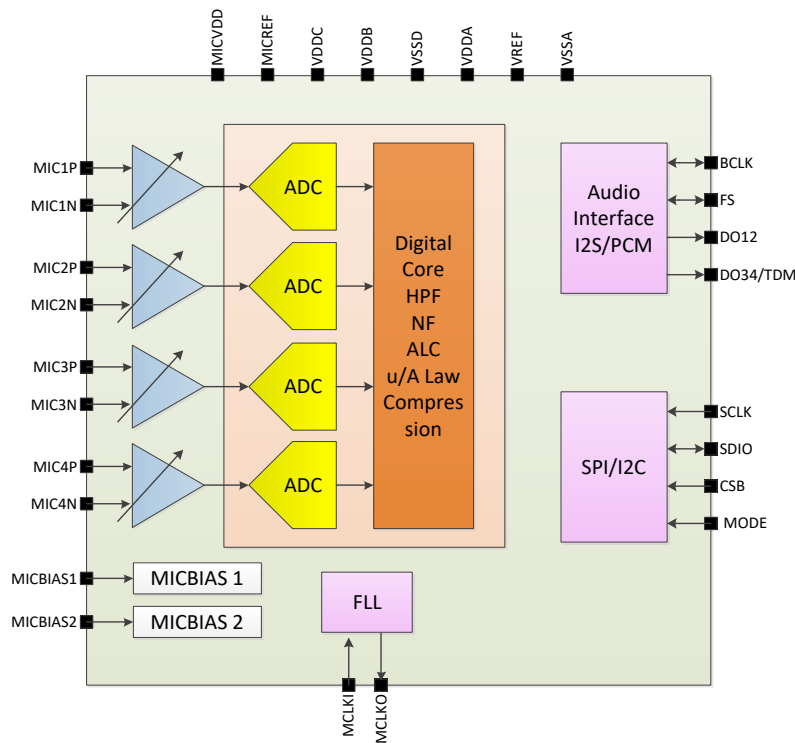 MICVDD
MICREF
VDDC
VDDB
VSSD
VDDA
VREF
VSSA
MIC1P
MIC1N
MIC2P
MIC2N
MIC3P
MIC3N
MIC4P
MIC4N
MICBIAS1
MICBIAS2
ADC
ADC
ADC
ADC
Digital
Core
HPF
NF
ALC
u/A Law
Compres
sion
Audio
Interface
I2S/PCM
BCLK
FS
DO12
DO34/TDM
SPI/I2C
SCLK
SDIO
CSB
MODE
MICBIAS 1
MICBIAS 2
FLL
MCLKI
MCLKO